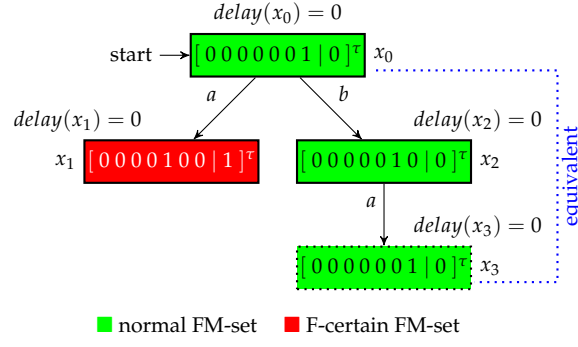 delay(x₀) = 0
start
[ 0 0 0 0 0 0 1 | 0 ]ᵀ x₀
a b
delay(x₁) = 0 delay(x₂) = 0
x₁ [ 0 0 0 0 1 0 0 | 1 ]ᵀ [ 0 0 0 0 0 1 0 | 0 ]ᵀ x₂
equivalent
a
delay(x₃) = 0
[ 0 0 0 0 0 0 1 | 0 ]ᵀ x₃
normal FM-set F-certain FM-set